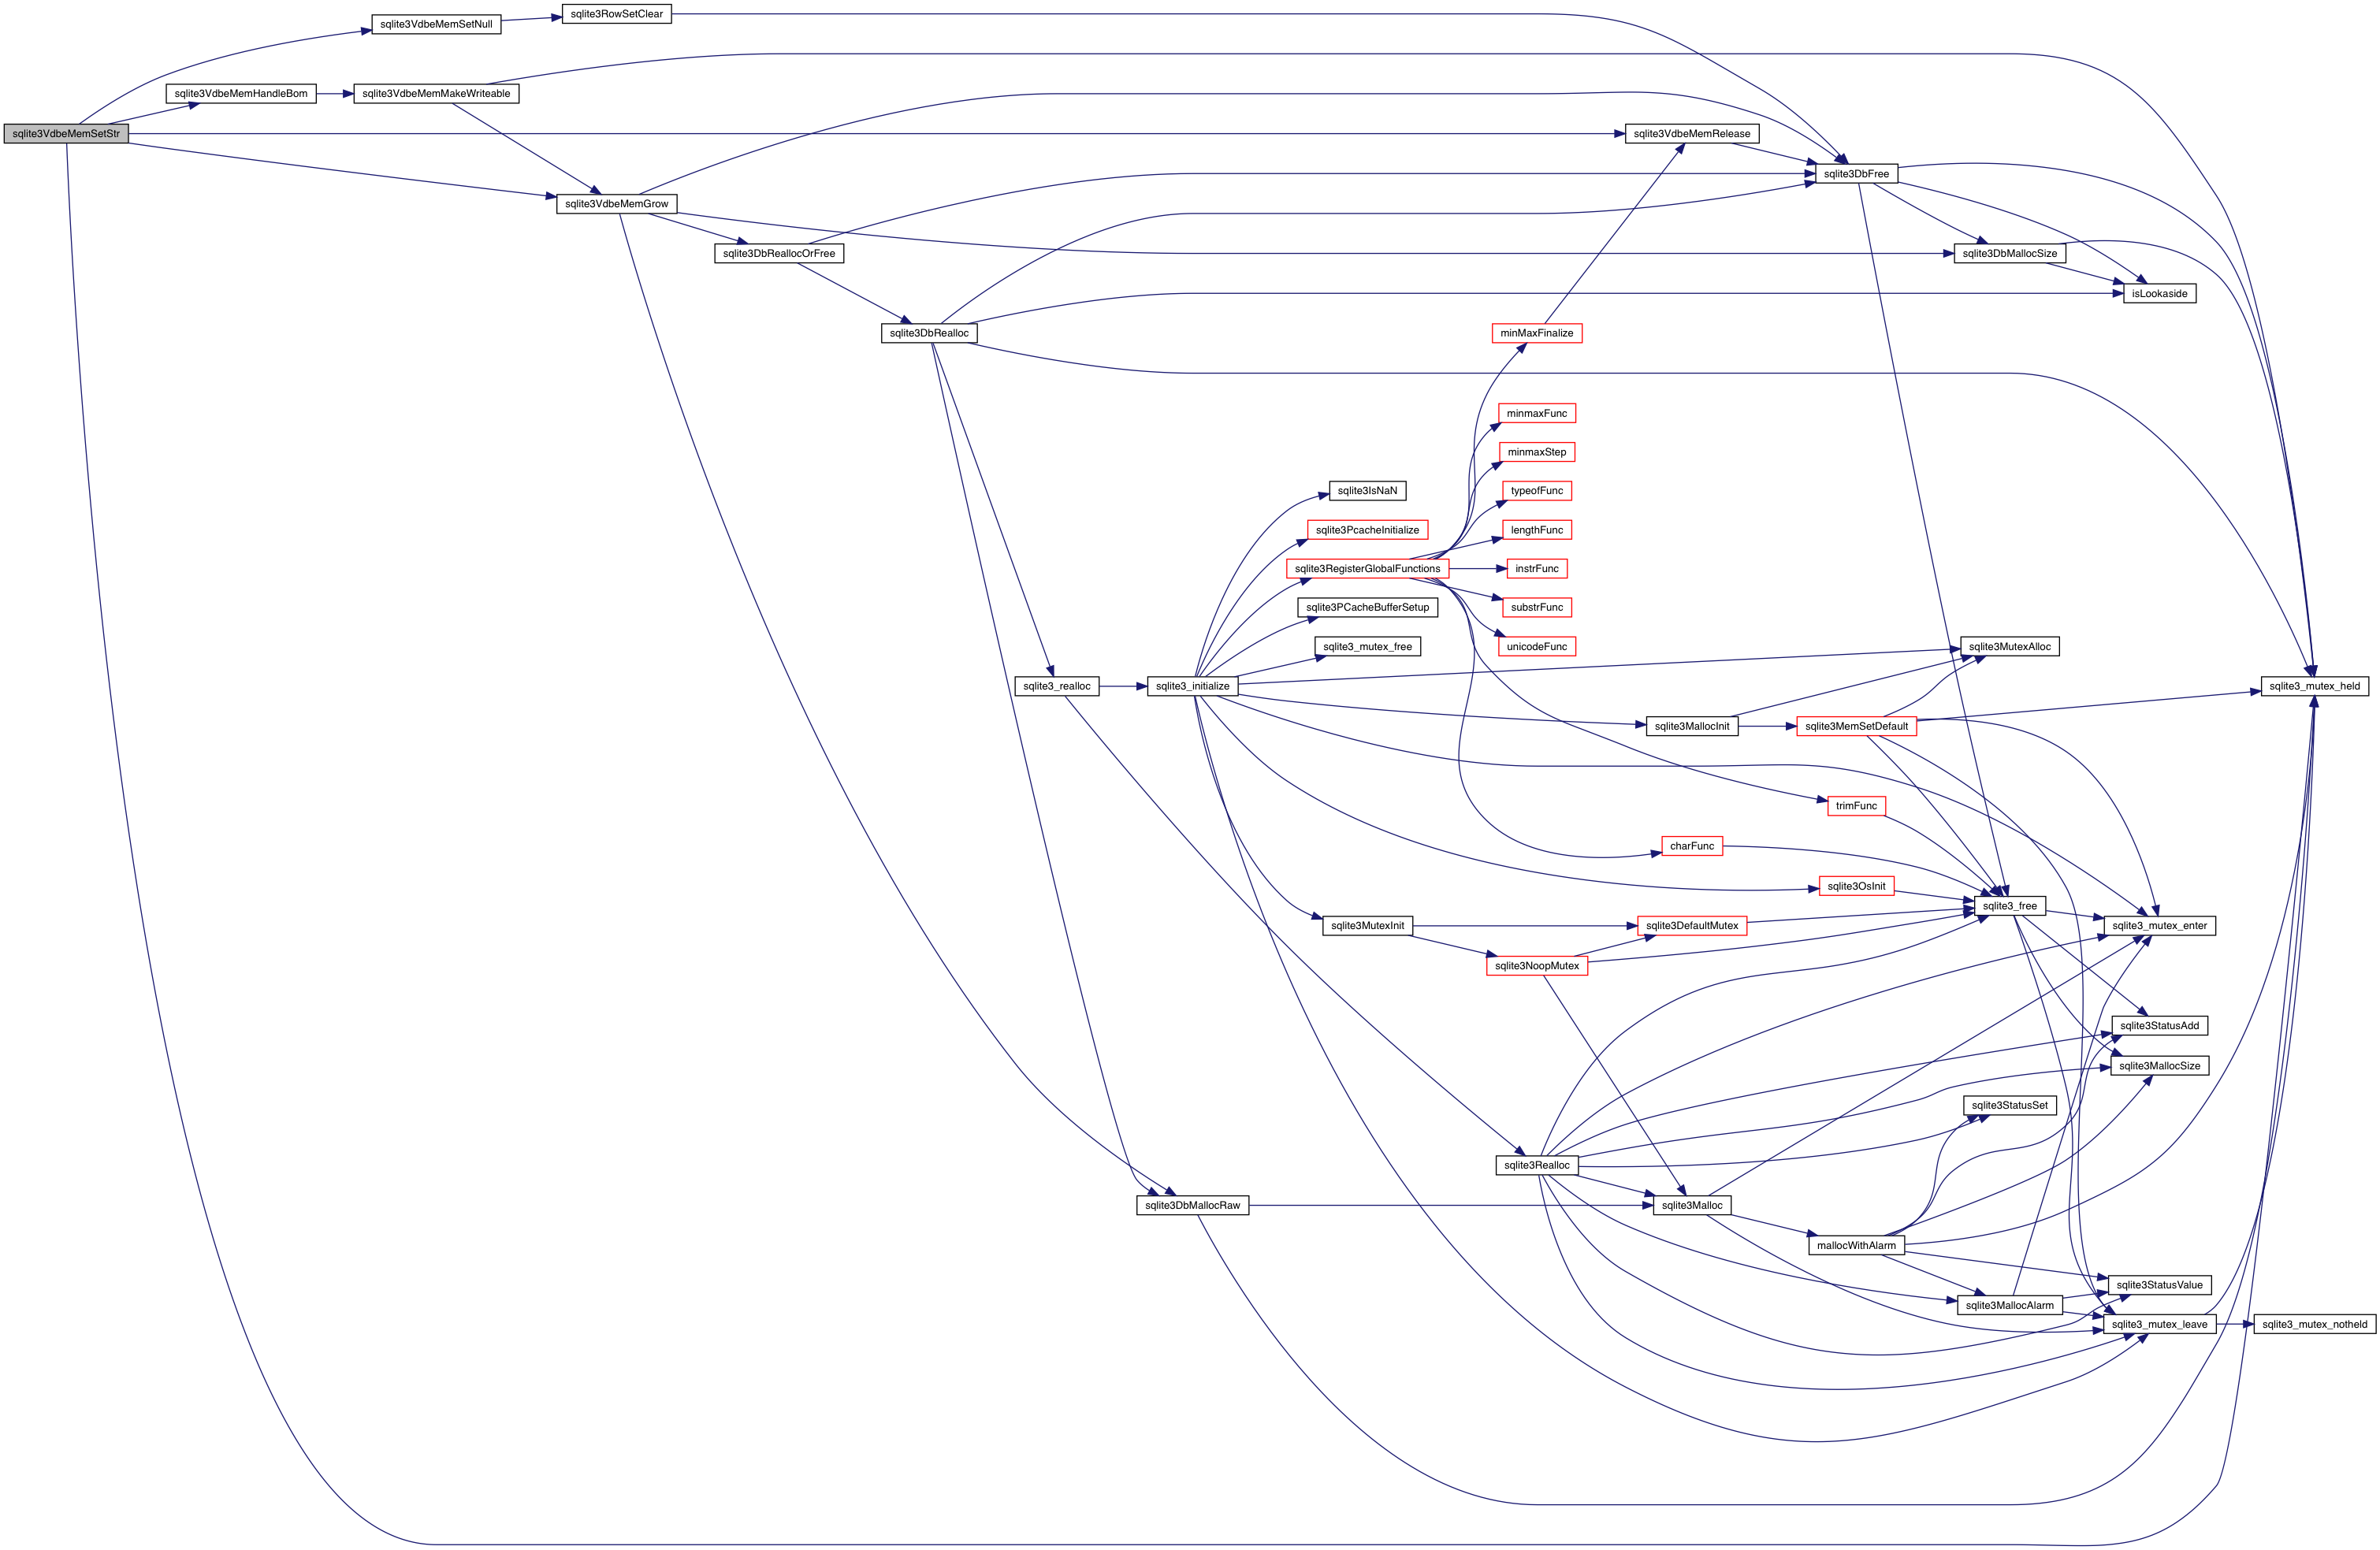 sqlite3RowSetClear
sqlite3VdbeMemSetNull
sqlite3VdbeMemHandleBom
sqlite3VdbeMemMakeWriteable
sqlite3VdbeMemSetStr
sqlite3VdbeMemRelease
sqlite3DbFree
sqlite3VdbeMemGrow
sqlite3DbReallocOrFree
sqlite3DbMallocSize
isLookaside
sqlite3DbRealloc
minMaxFinalize
minmaxFunc
minmaxStep
sqlite3IsNaN
typeofFunc
sqlite3PcacheInitialize
lengthFunc
sqlite3RegisterGlobalFunctions
instrFunc
sqlite3PCacheBufferSetup
substrFunc
sqlite3_mutex_free
unicodeFunc
sqlite3MutexAlloc
sqlite3_realloc
sqlite3_initialize
sqlite3_mutex_held
sqlite3MallocInit
sqlite3MemSetDefault
trimFunc
charFunc
sqlite3OsInit
sqlite3_free
sqlite3MutexInit
sqlite3DefaultMutex
sqlite3_mutex_enter
sqlite3NoopMutex
sqlite3StatusAdd
sqlite3MallocSize
sqlite3StatusSet
sqlite3Realloc
sqlite3DbMallocRaw
sqlite3Malloc
mallocWithAlarm
sqlite3StatusValue
sqlite3MallocAlarm
sqlite3_mutex_leave
sqlite3_mutex_notheld